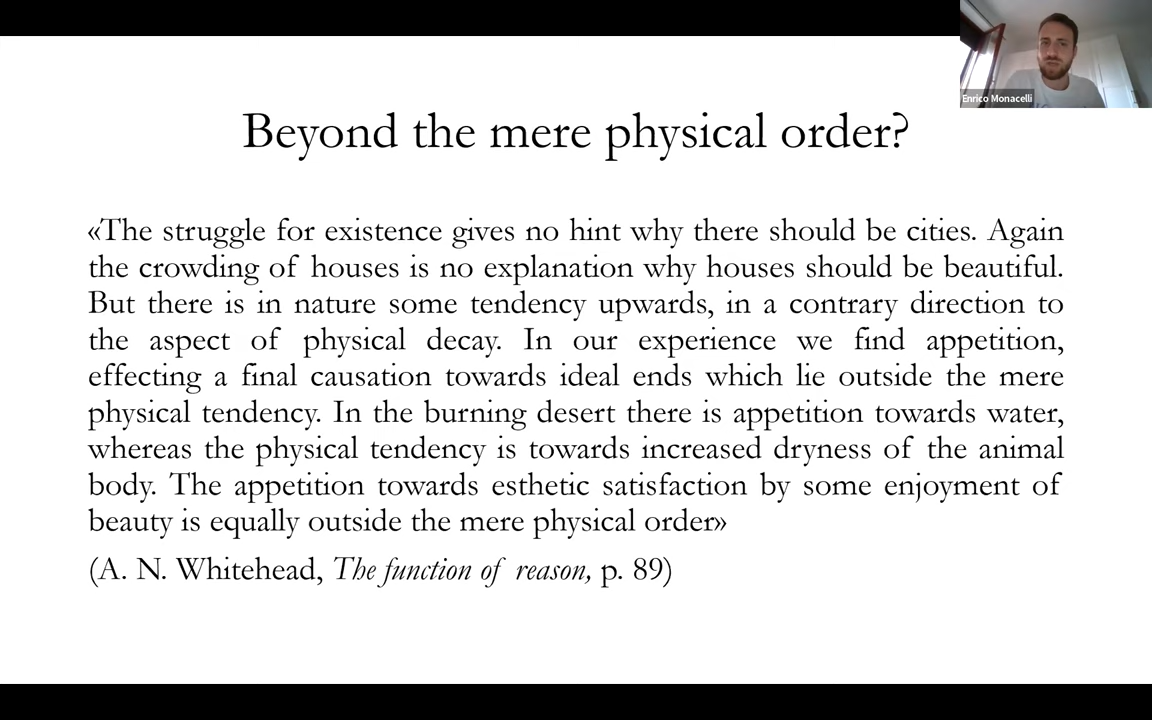 Enrico Monacelli
Beyond the mere physical order?
«The struggle for existence gives no hint why there should be cities. Again
the crowding of houses is no explanation why houses should be beautiful.
But there is in nature some tendency upwards, in a contrary direction to
the aspect of physical decay. In our experience we find appetition,
effecting a final causation towards ideal ends which lie outside the mere
physical tendency. In the burning desert there is appetition towards water,
whereas the physical tendency is towards increased dryness of the animal
body. The appetition towards esthetic satisfaction by some enjoyment of
beauty is equally outside the mere physical order»
(A. N. Whitehead, The function of reason, p. 89)